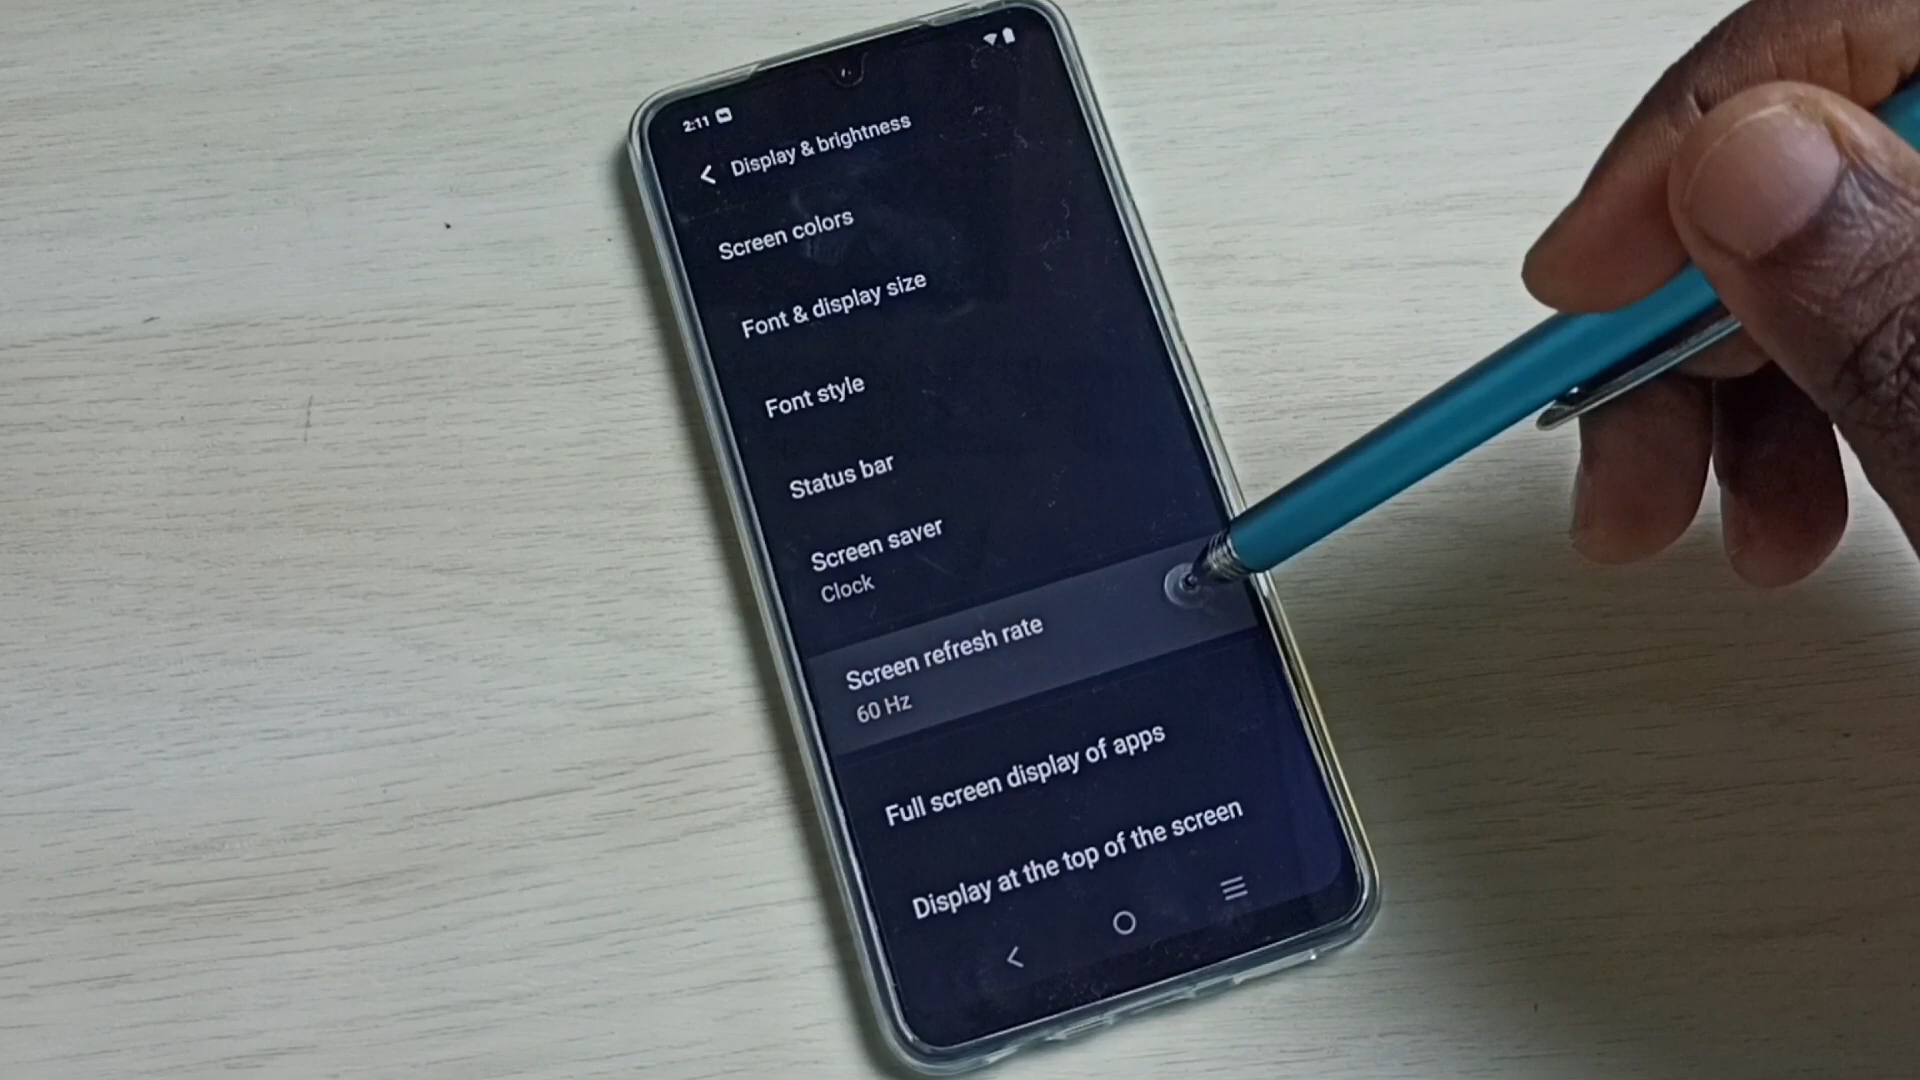 2:11
Display & brightness
Screen colors
Font & display size
Font style
Status bar
Screen saver
Clock
Screen refresh rate
60 Hz
Full screen display of apps
Display at the top of the screen